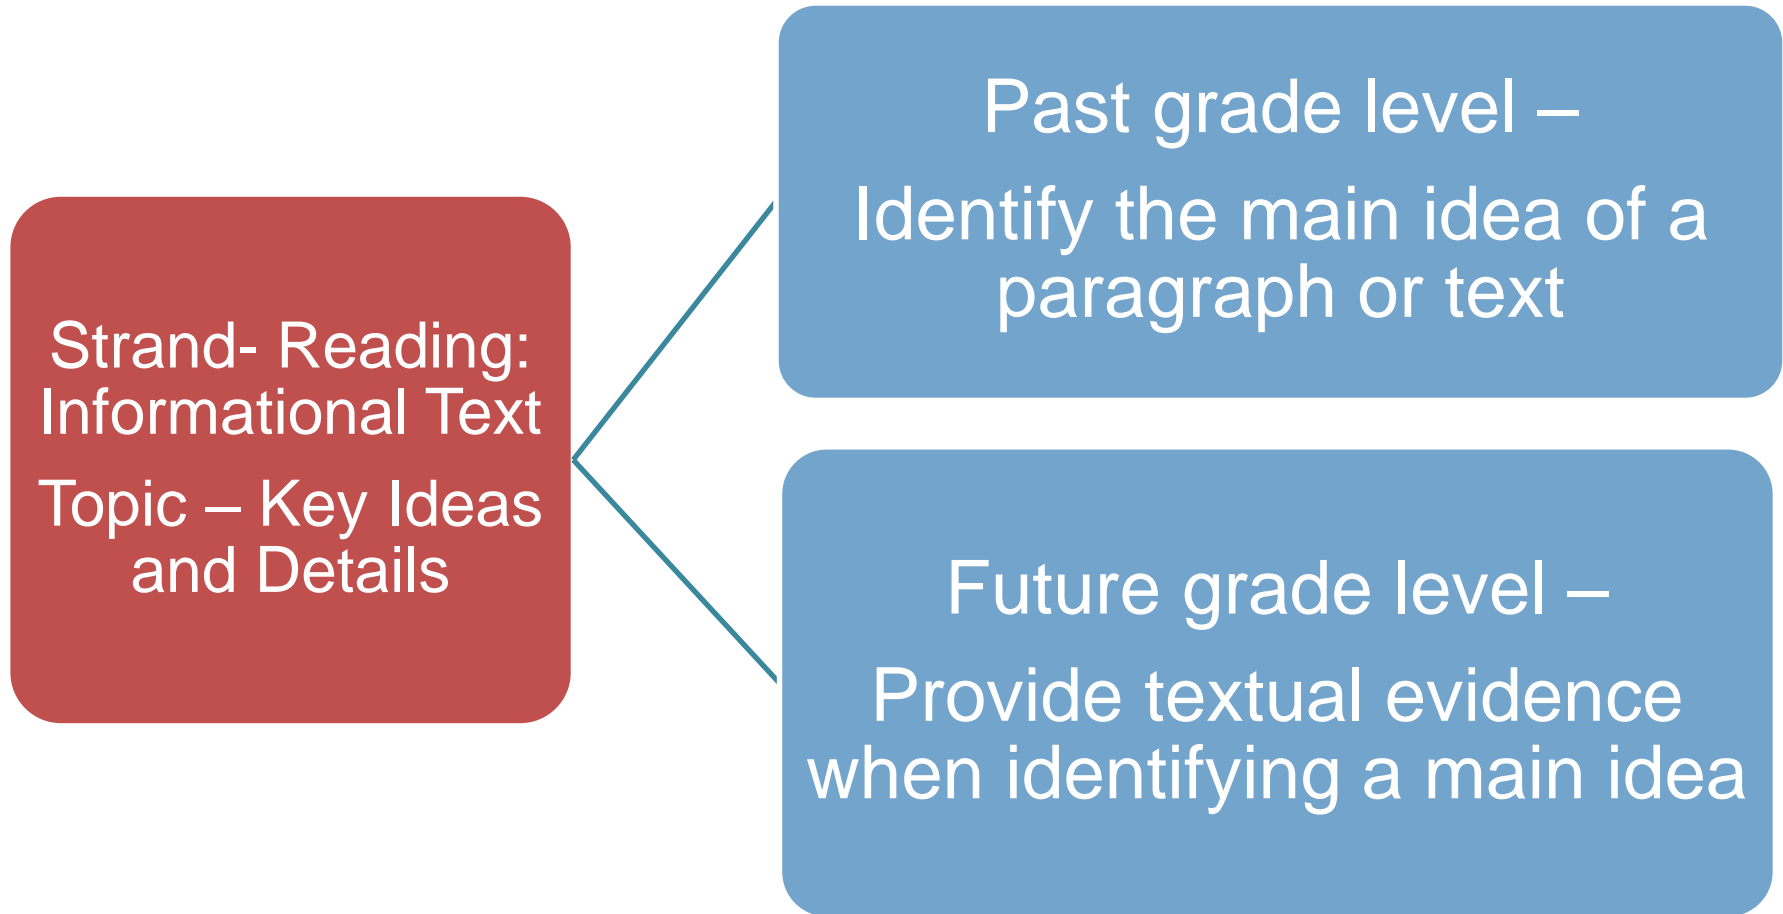 Strand- Reading:
Informational Text
Topic – Key Ideas
and Details
Past grade level –
Identify the main idea of a
paragraph or text
Future grade level –
Provide textual evidence
when identifying a main idea